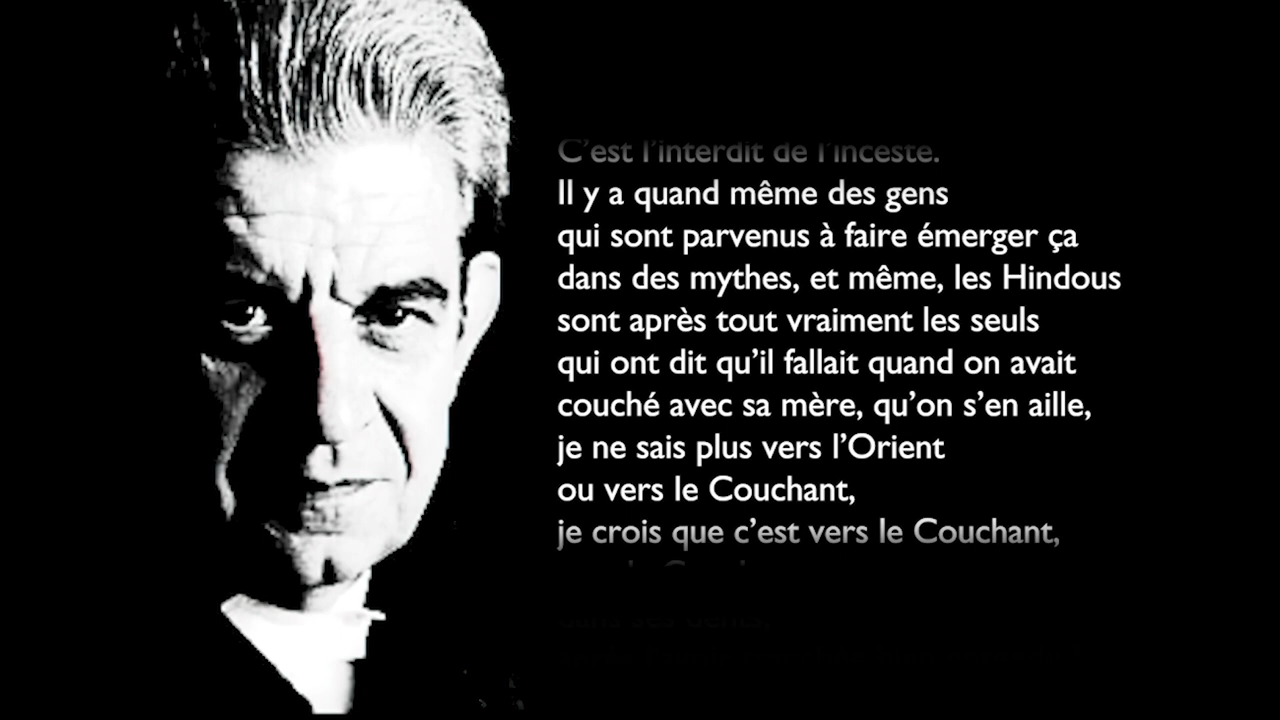 C’est l’interdit de l’inceste.
Il y a quand même des gens
qui sont parvenus à faire émerger ça
dans des mythes, et même, les Hindous
sont après tout vraiment les seuls
qui ont dit qu’il fallait quand on avait
couché avec sa mère, qu’on s’en aille,
je ne sais plus vers l’Orient
ou vers le Couchant,
je crois que c’est vers le Couchant,
dans ses dents,